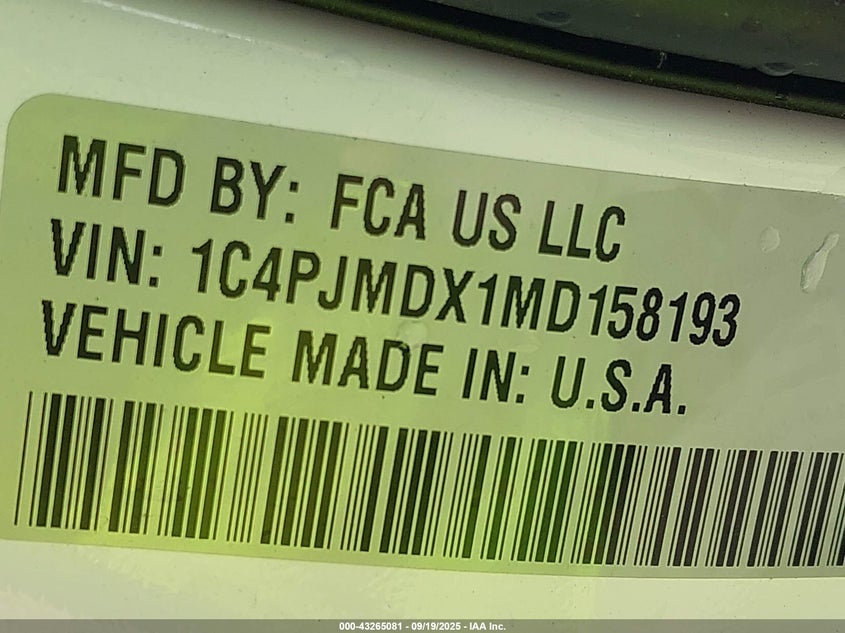 MFD BY: FCA US LLC
VIN: 1C4PJMDX1MD158193
VEHICLE MADE IN: U.S.A.
000-43265081 - 09/19/2025 - IAA Inc.